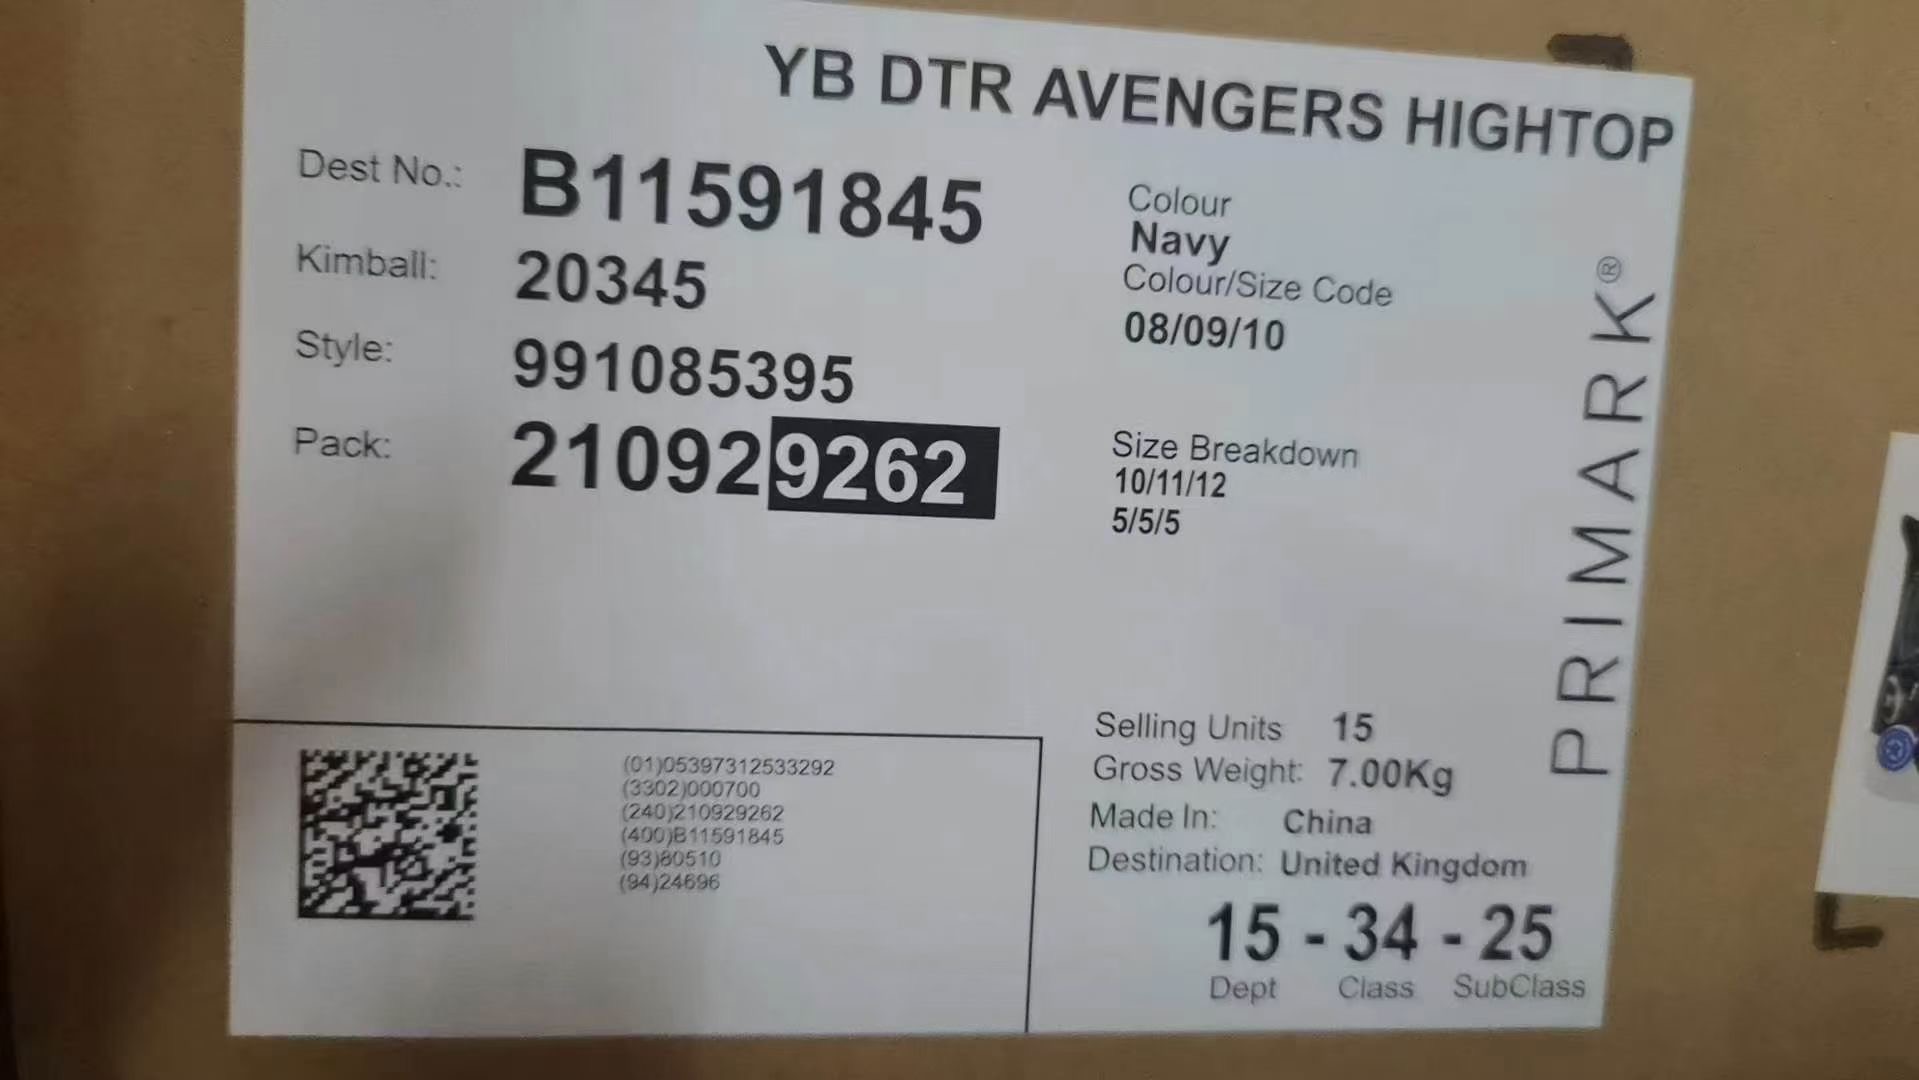 YB DTR AVENGERS HIGHTOP
Dest No.: B11591845
Kimball: 20345
Style: 991085395
Pack: 210929262
Colour
Navy
Colour/Size Code
08/09/10
Size Breakdown
10/11/12
5/5/5
PRIMARK®
(01)05397312533292
(3302)000700
(240)210929262
(400)B11591845
(93)80510
(94)24696
Selling Units 15
Gross Weight: 7.00Kg
Made In: China
Destination: United Kingdom
15 - 34 - 25
Dept Class SubClass